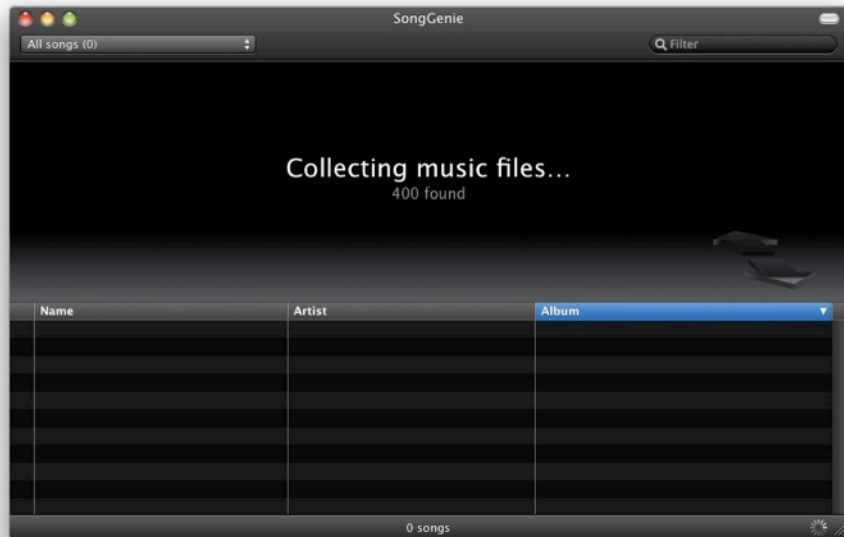 SongGenie
All songs (0)
Filter
Collecting music files...
400 found
Name Artist Album
0 songs